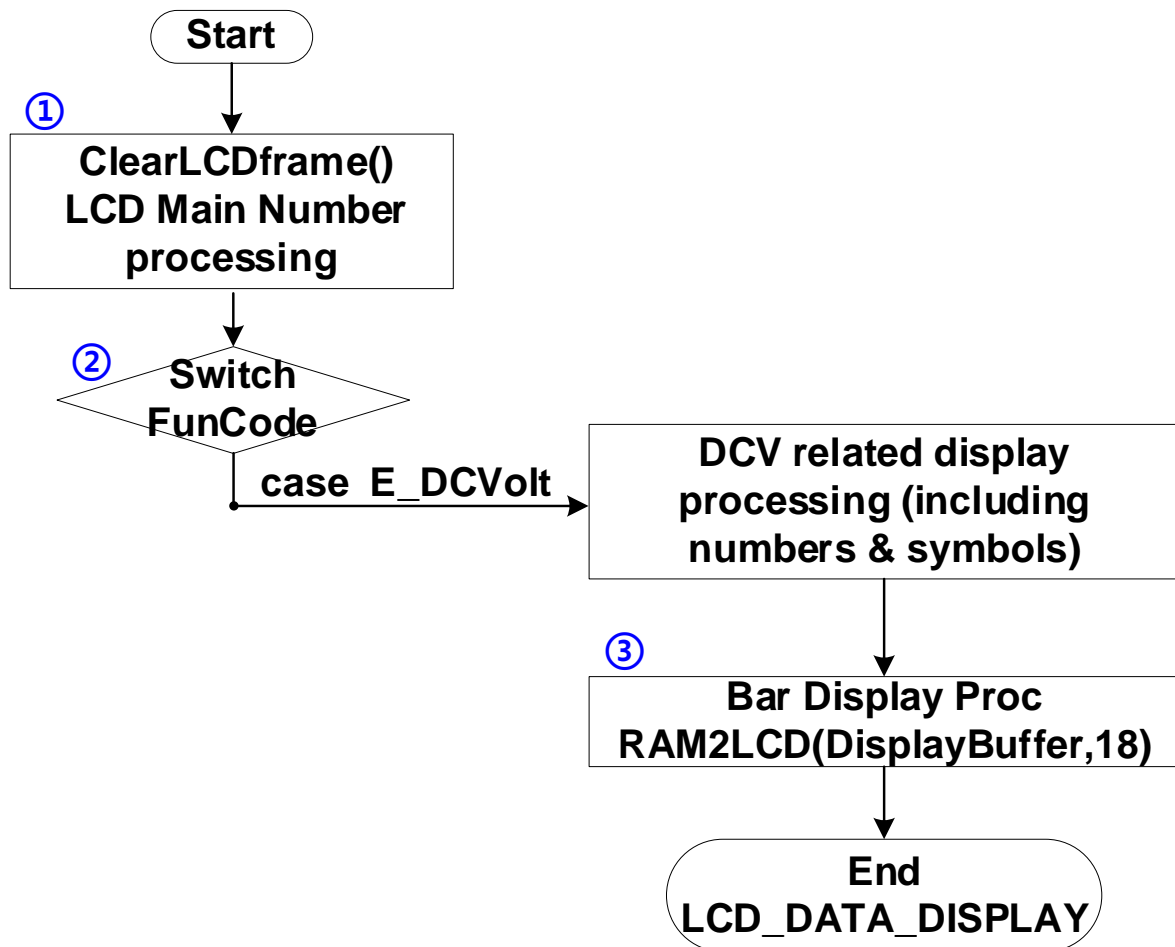 Start
①
ClearLCDframe()
LCD Main Number
processing
②
Switch
FunCode
case E_DCVolt
DCV related display
processing (including
numbers & symbols)
③
Bar Display Proc
RAM2LCD(DisplayBuffer,18)
End
LCD_DATA_DISPLAY